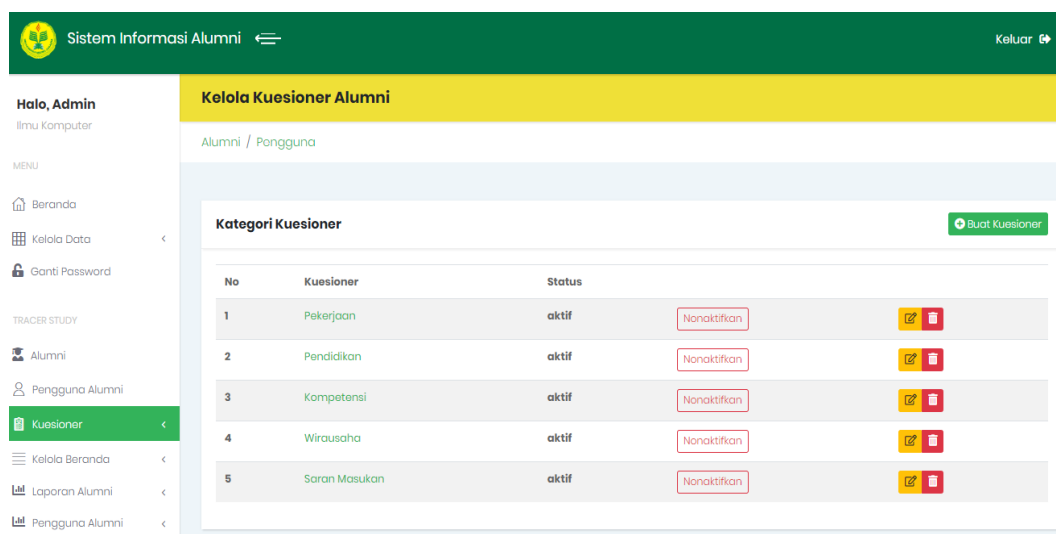 Sistem Informasi Alumni
Keluar
Halo, Admin
Ilmu Komputer
MENU
Beranda
Kelola Data
Ganti Password
TRACER STUDY
Alumni
Pengguna Alumni
Kuesioner
Kelola Beranda
Laporan Alumni
Pengguna Alumni
Kelola Kuesioner Alumni
Alumni / Pengguna
Kategori Kuesioner
Buat Kuesioner
No Kuesioner Status
1 Pekerjaan aktif Nonaktifkan
2 Pendidikan aktif Nonaktifkan
3 Kompetensi aktif Nonaktifkan
4 Wirausaha aktif Nonaktifkan
5 Saran Masukan aktif Nonaktifkan